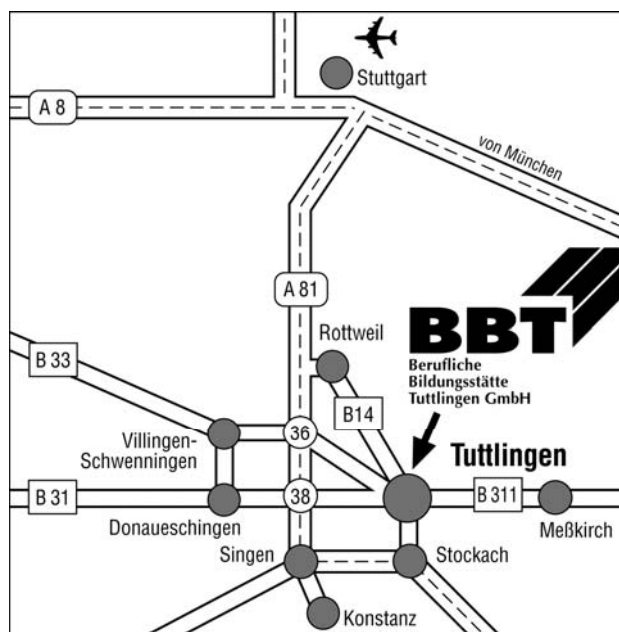 Stuttgart
A 8
von München
A 81
BBT
Berufliche
Bildungsstätte
Tuttlingen GmbH
Rottweil
B 33
B14
36
Villingen-
Schwenningen
Tuttlingen
B 31
38
B 311
Donaueschingen
Meßkirch
Singen
Stockach
Konstanz